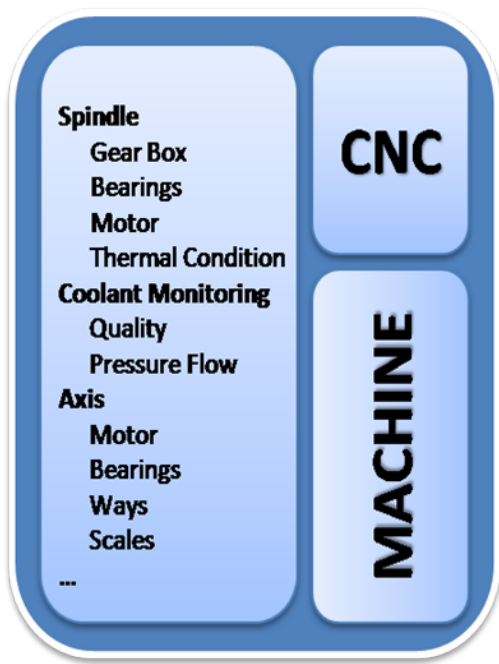 Spindle
Gear Box
Bearings
Motor
Thermal Condition
Coolant Monitoring
Quality
Pressure Flow
Axis
Motor
Bearings
Ways
Scales
...
CNC
MACHINE